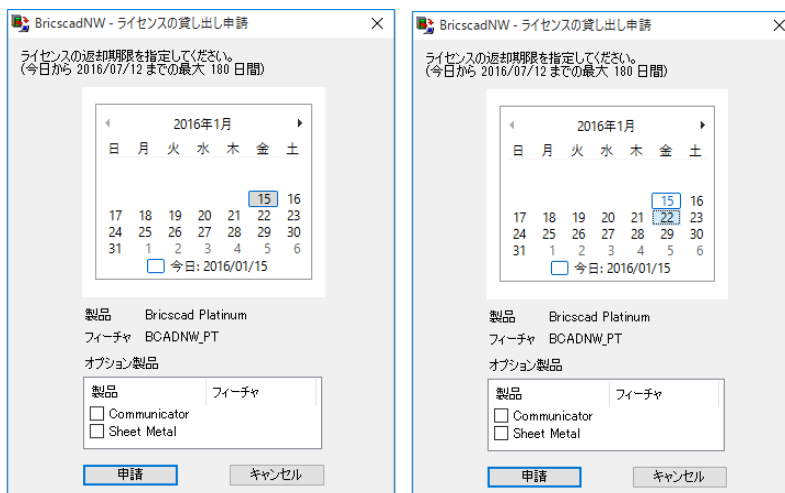 BricscadNW - ライセンスの貸し出し申請
ライセンスの返却期限を指定してください。
(今日から 2016/07/12 までの最大 180 日間)
2016年1月
日 月 火 水 木 金 土
15 16
17 18 19 20 21 22 23
24 25 26 27 28 29 30
31 1 2 3 4 5 6
今日: 2016/01/15
製品 Bricscad Platinum
フィーチャ BCADNW_PT
オプション製品
製品 フィーチャ
Communicator
Sheet Metal
申請 キャンセル
BricscadNW - ライセンスの貸し出し申請
ライセンスの返却期限を指定してください。
(今日から 2016/07/12 までの最大 180 日間)
2016年1月
日 月 火 水 木 金 土
15 16
17 18 19 20 21 22 23
24 25 26 27 28 29 30
31 1 2 3 4 5 6
今日: 2016/01/15
製品 Bricscad Platinum
フィーチャ BCADNW_PT
オプション製品
製品 フィーチャ
Communicator
Sheet Metal
申請 キャンセル